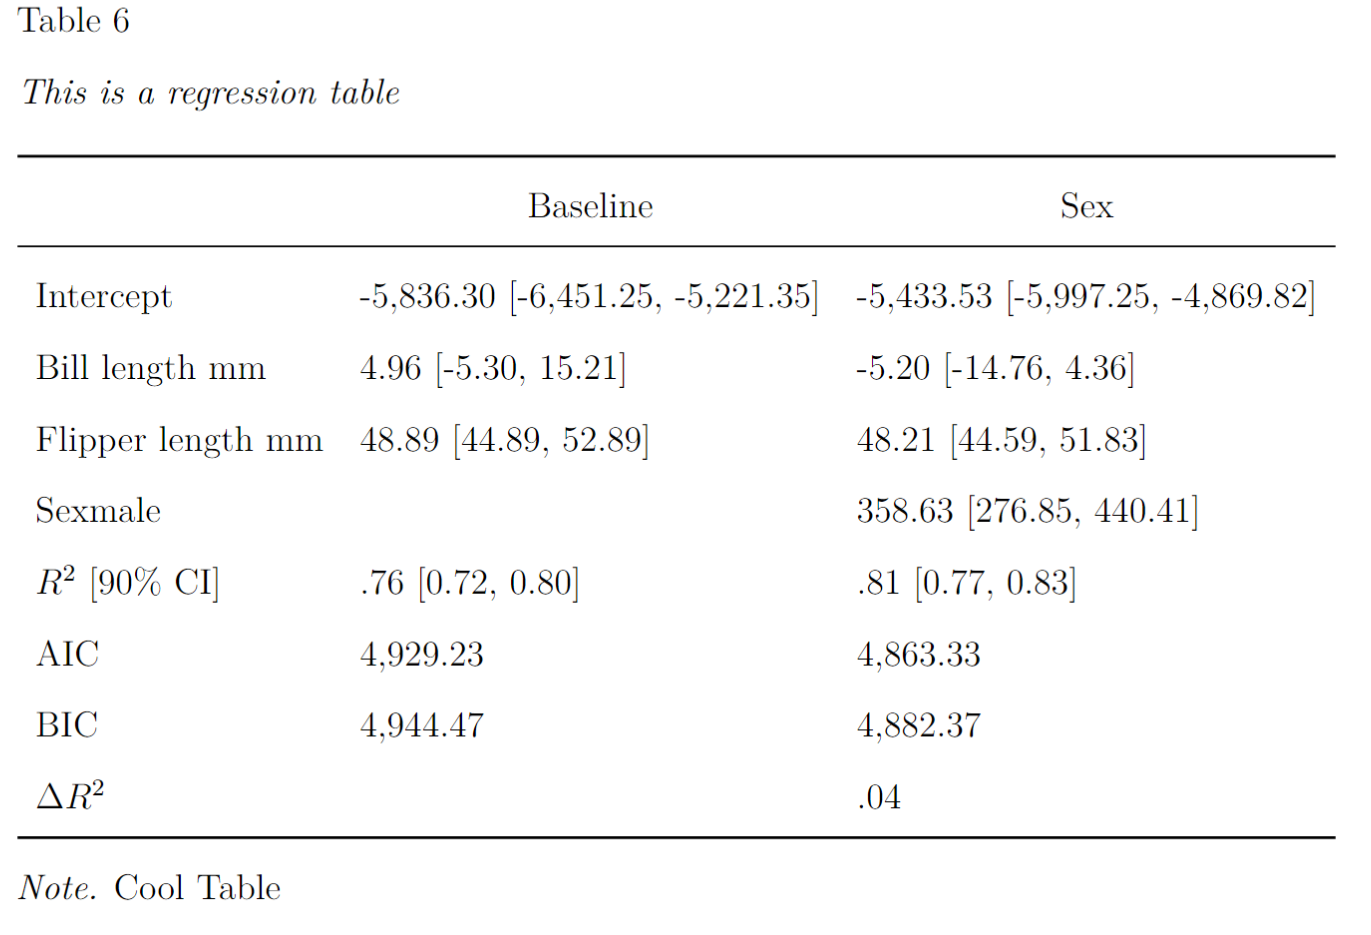 Table 6
This is a regression table
Baseline Sex
Intercept -5,836.30 [-6,451.25, -5,221.35] -5,433.53 [-5,997.25, -4,869.82]
Bill length mm 4.96 [-5.30, 15.21] -5.20 [-14.76, 4.36]
Flipper length mm 48.89 [44.89, 52.89] 48.21 [44.59, 51.83]
Sexmale 358.63 [276.85, 440.41]
R² [90% CI] .76 [0.72, 0.80] .81 [0.77, 0.83]
AIC 4,929.23 4,863.33
BIC 4,944.47 4,882.37
ΔR² .04
Note. Cool Table